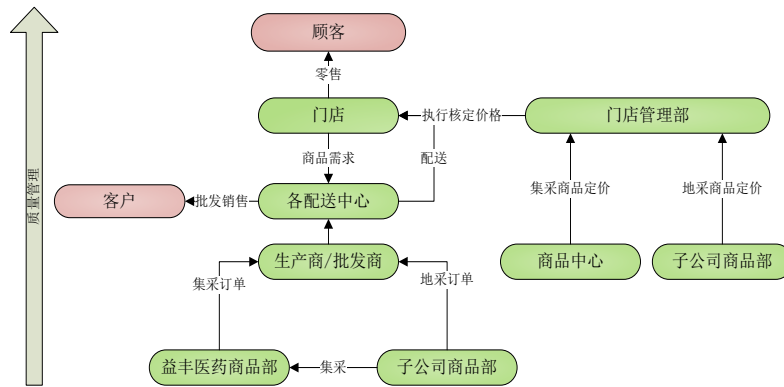 顾客
零售
门店
执行核定价格
门店管理部
商品需求
配送
集采商品定价
地采商品定价
质量管理
客户
批发销售
各配送中心
生产商/批发商
商品中心
子公司商品部
集采订单
地采订单
益丰医药商品部
集采
子公司商品部